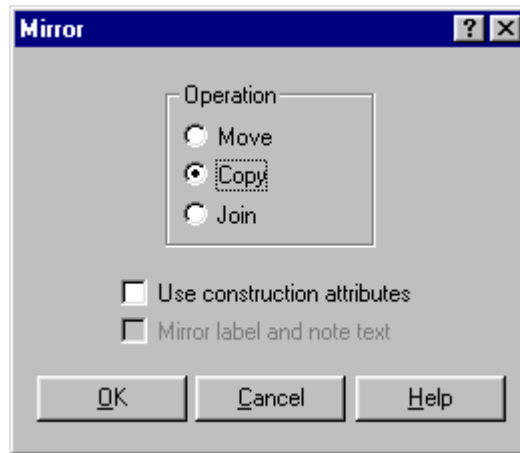 Mirror
Operation
Move
Copy
Join
Use construction attributes
Mirror label and note text
OK Cancel Help